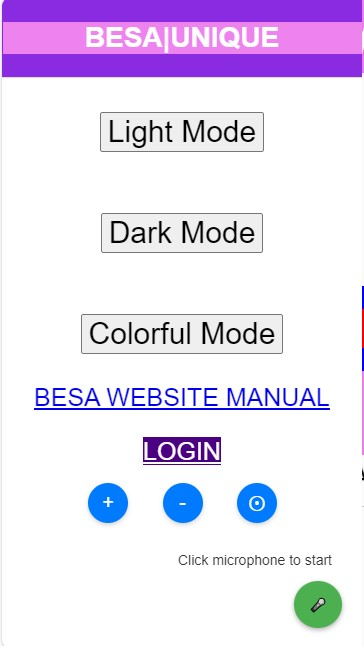 BESA|UNIQUE
Light Mode
Dark Mode
Colorful Mode
BESA WEBSITE MANUAL
LOGIN
+ - ⊙
Click microphone to start